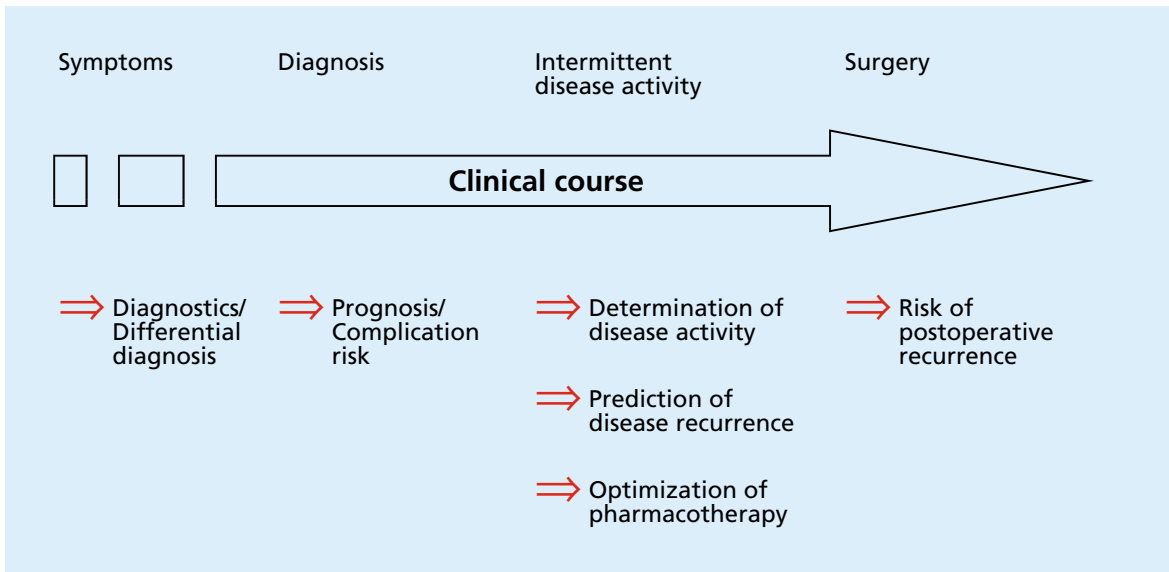 Symptoms
Diagnosis
Intermittent
disease activity
Surgery
Clinical course
Diagnostics/
Differential
diagnosis
Prognosis/
Complication
risk
Determination of
disease activity
Prediction of
disease recurrence
Optimization of
pharmacotherapy
Risk of
postoperative
recurrence